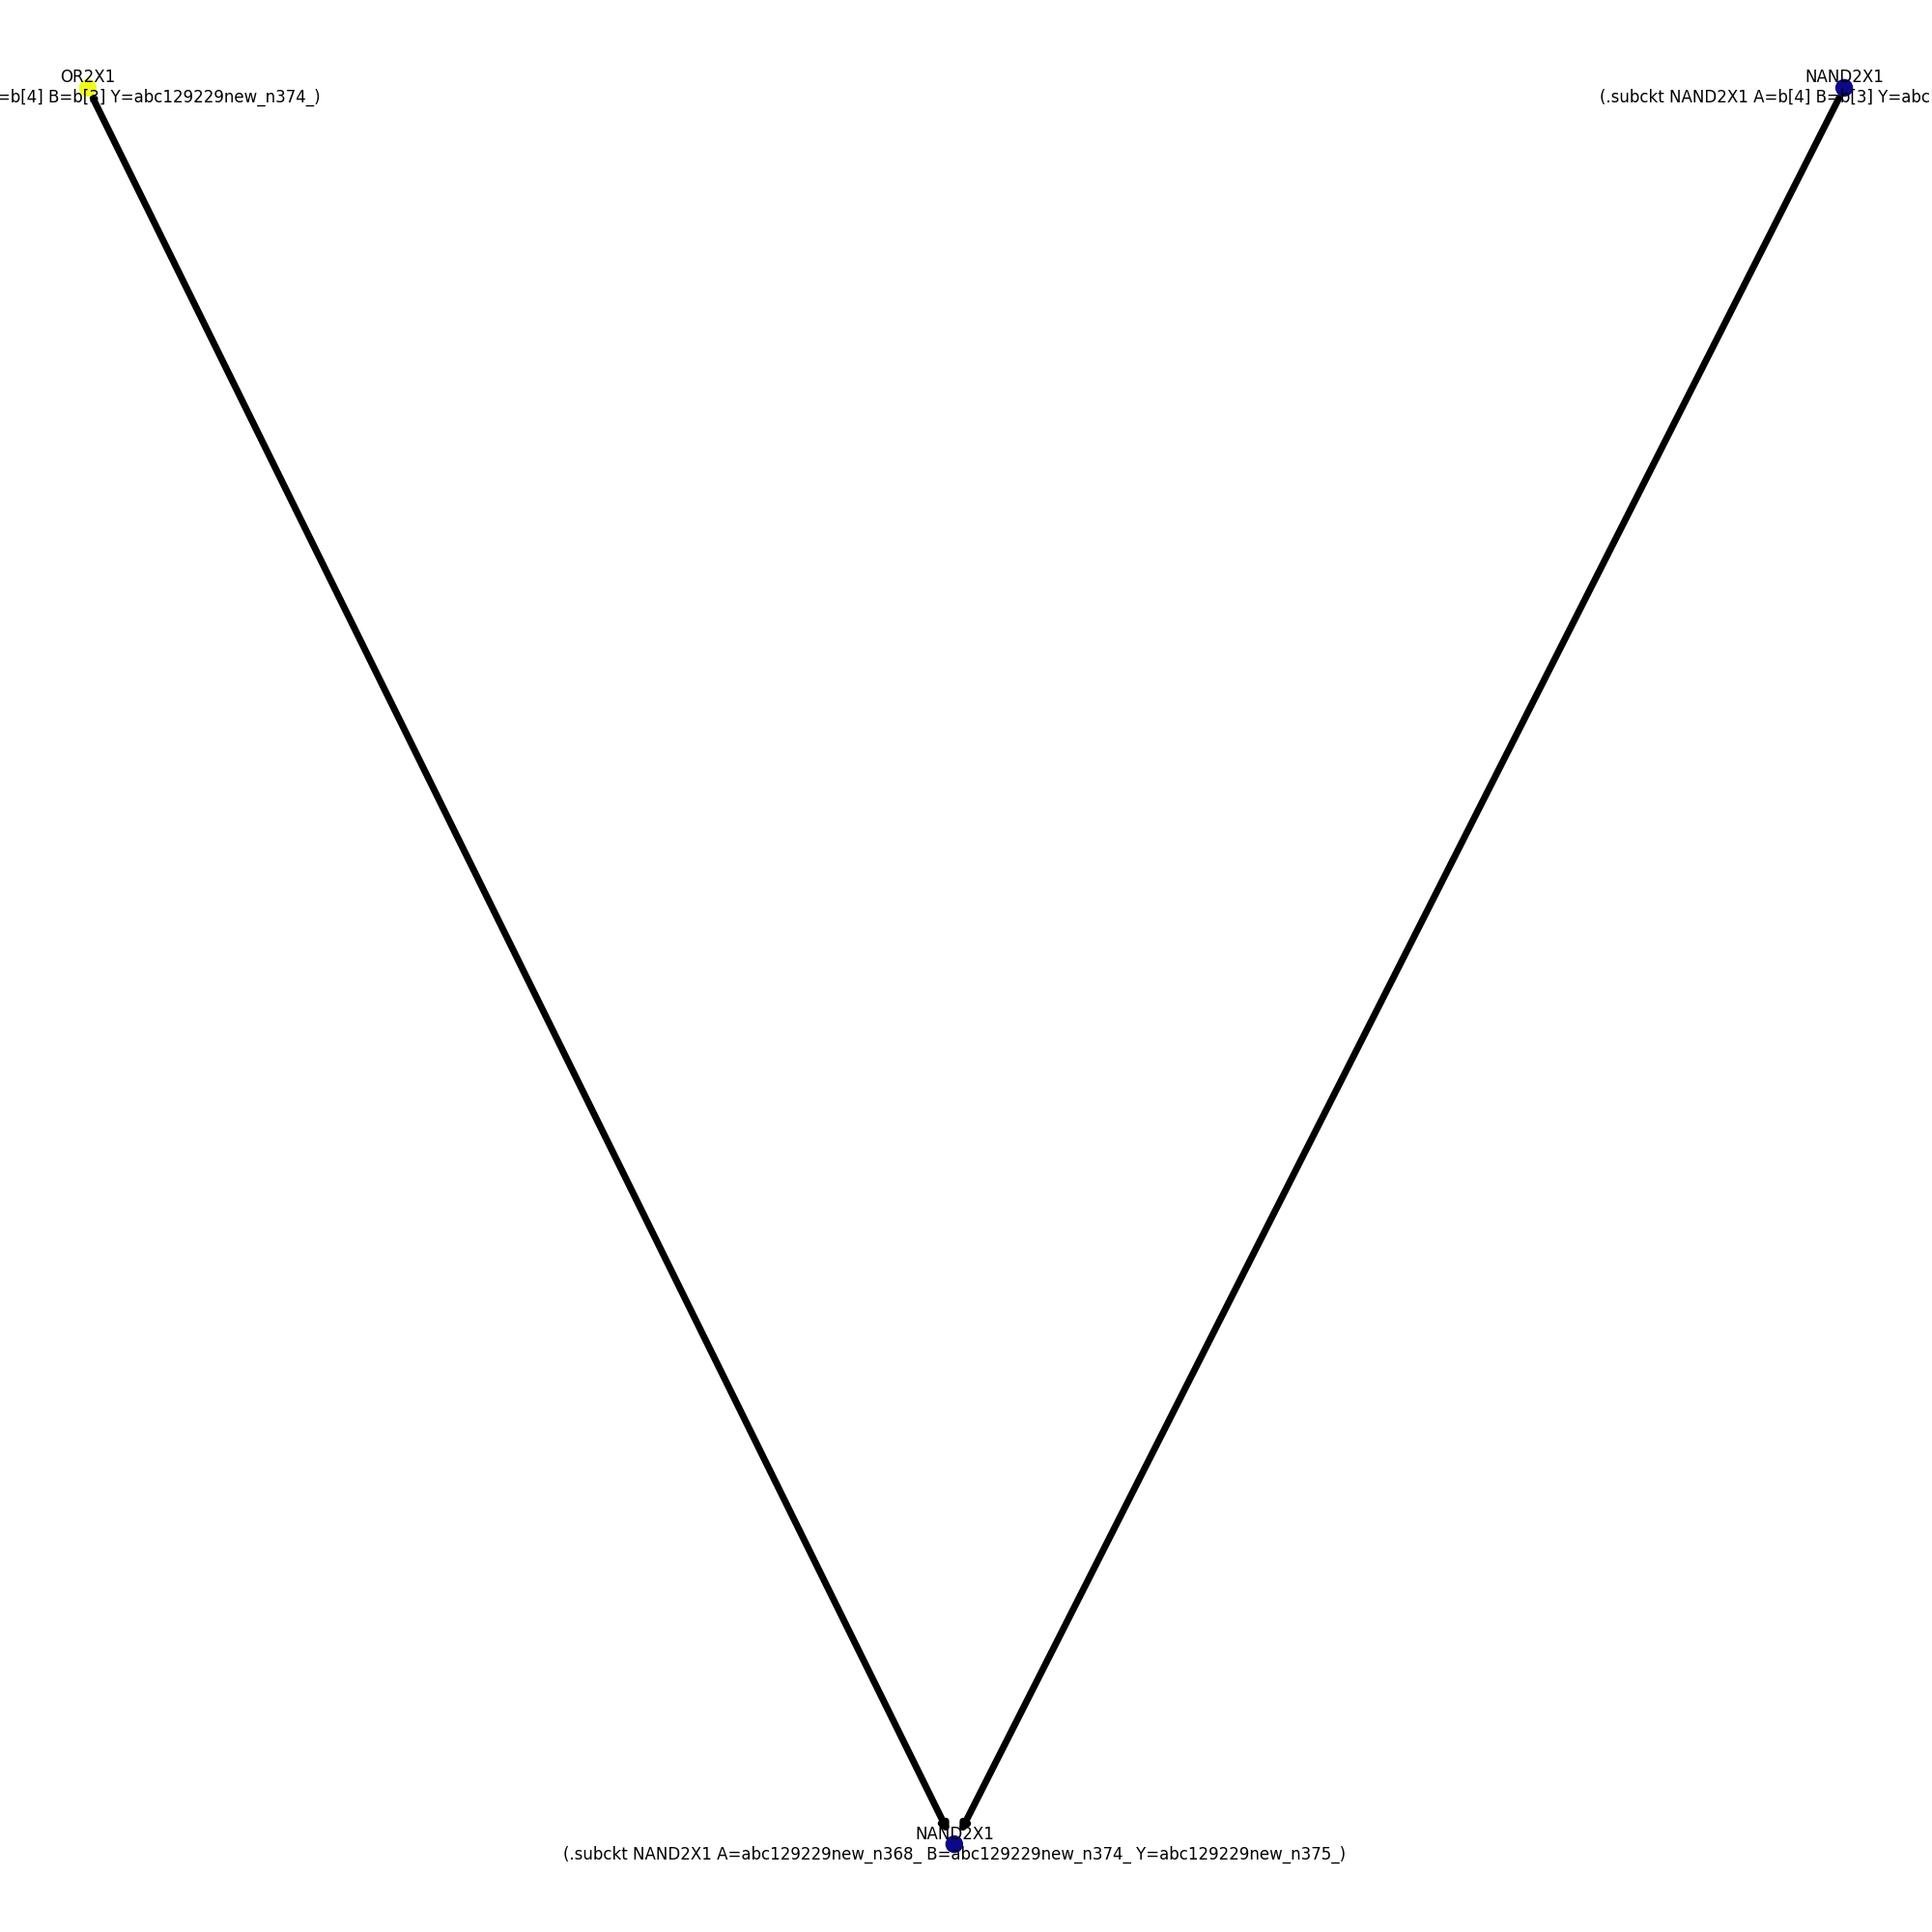 OR2X1
=b[4] B=b[3] Y=abc129229new_n374_)
NAND2X1
(.subckt NAND2X1 A=b[4] B=b[3] Y=abc
NAND2X1
(.subckt NAND2X1 A=abc129229new_n368_ B=abc129229new_n374_ Y=abc129229new_n375_)